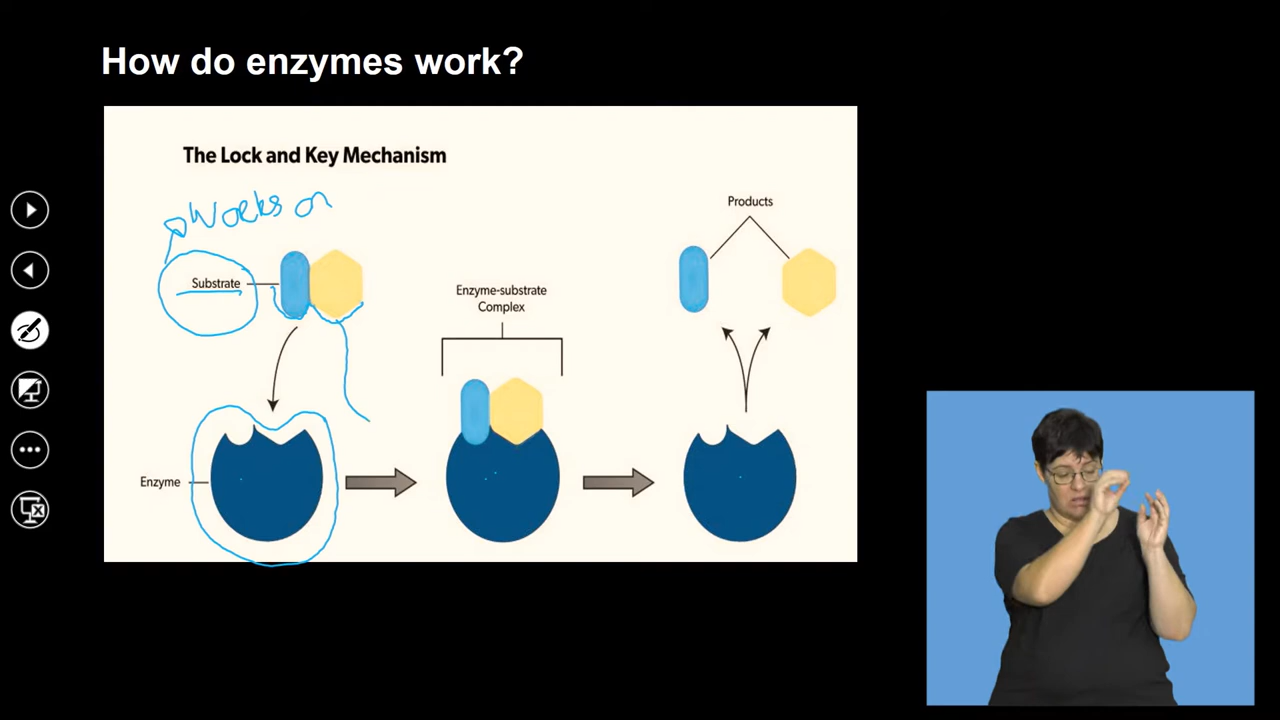 How do enzymes work?
The Lock and Key Mechanism
Works on
Substrate
Enzyme
Enzyme-substrate
Complex
Products